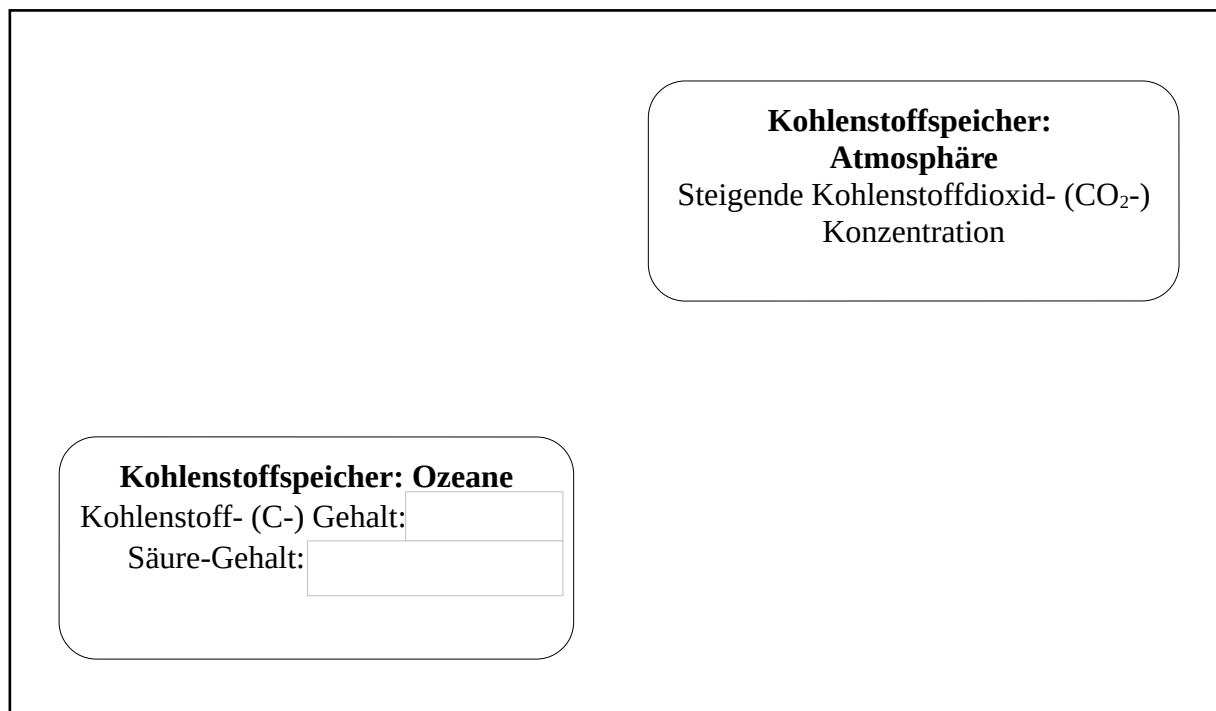 Kohlenstoffspeicher:
Atmosphäre
Steigende Kohlenstoffdioxid- (CO₂-)
Konzentration
Kohlenstoffspeicher: Ozeane
Kohlenstoff- (C-) Gehalt:
Säure-Gehalt: